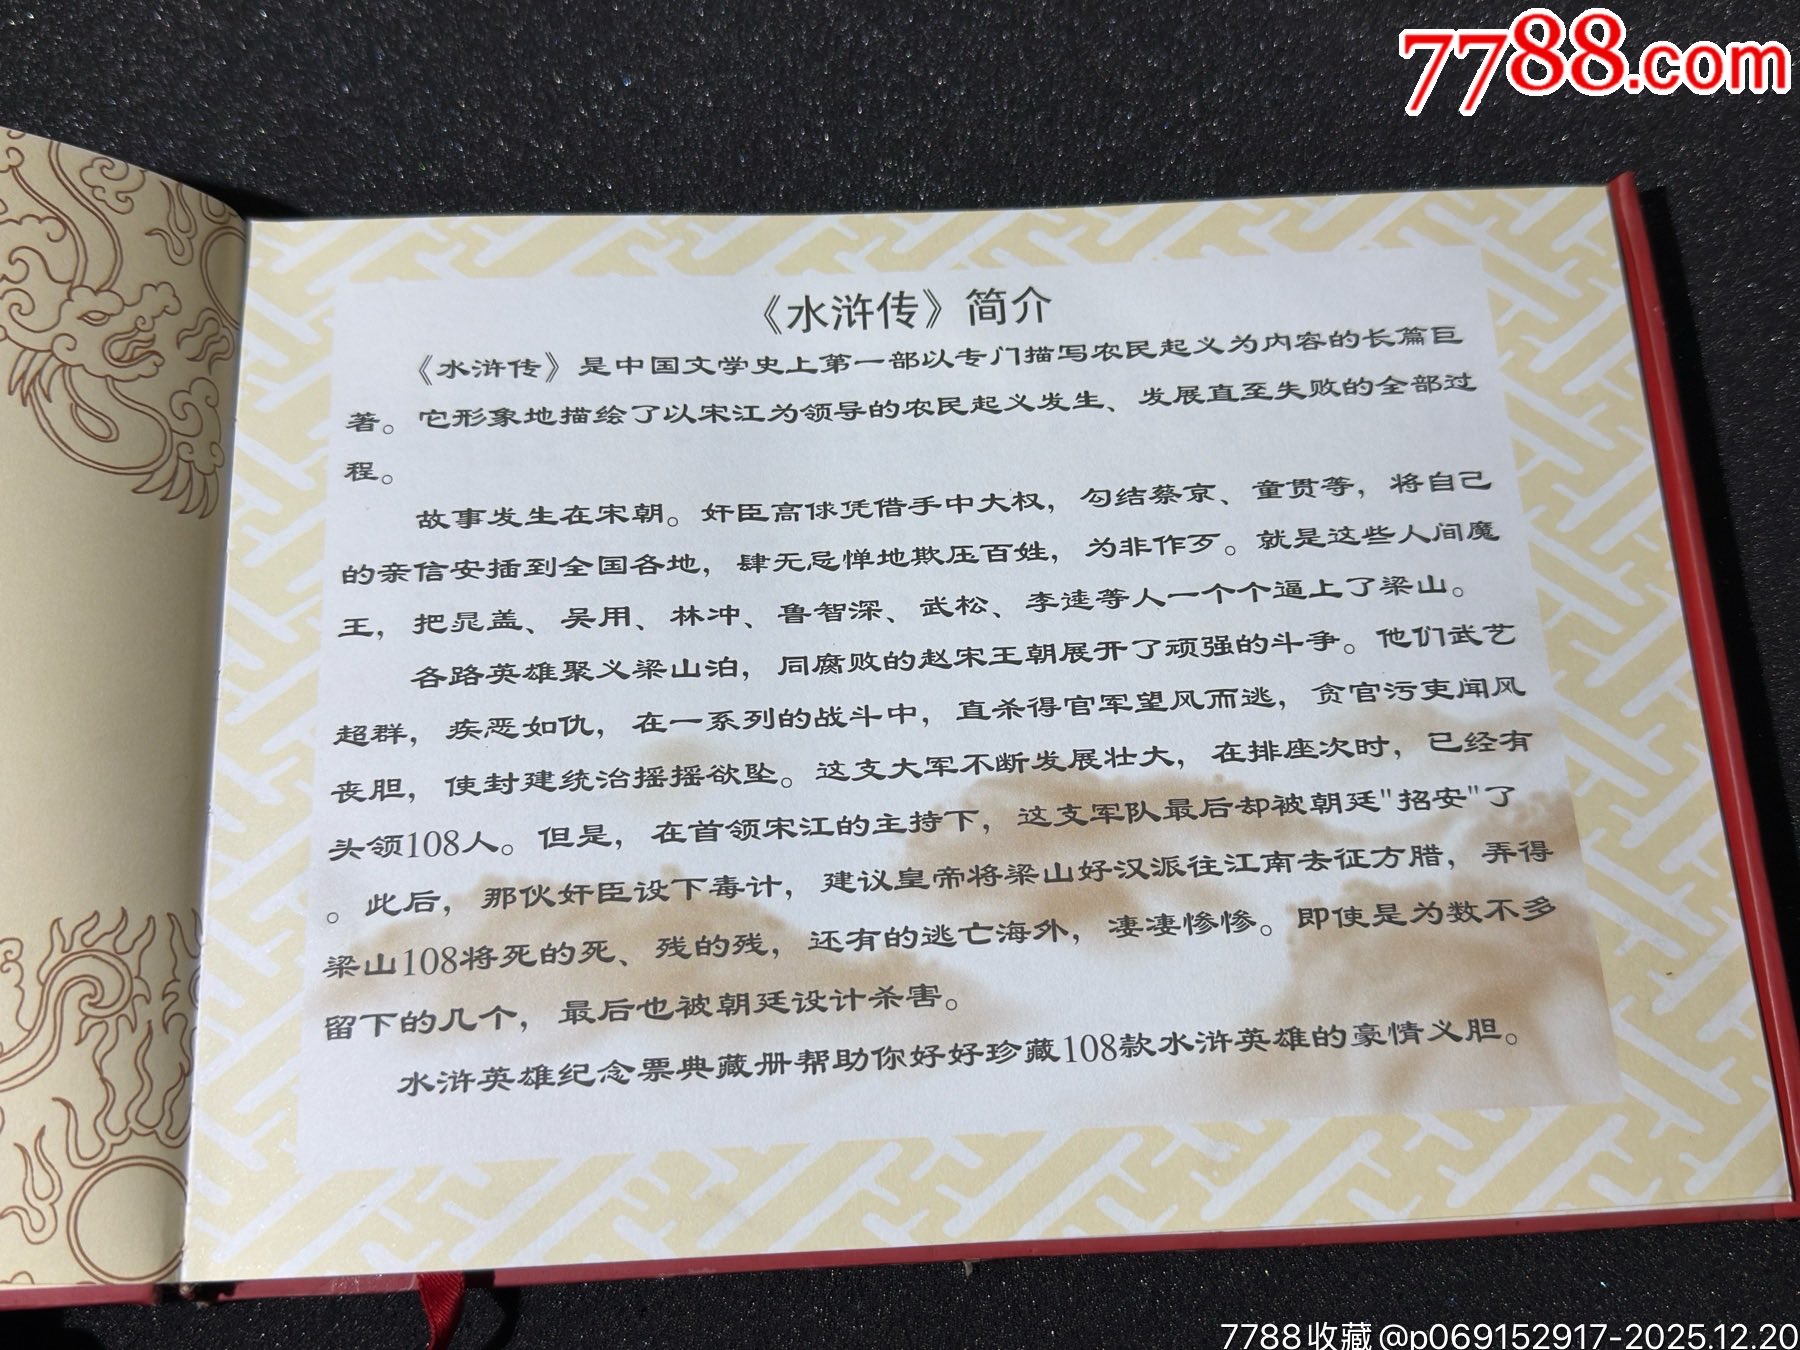 7788.com
《水浒传》简介
《水浒传》是中国文学史上第一部以专门描写农民起义为内容的长篇巨
著。它形象地描绘了以宋江为领导的农民起义发生、发展直至失败的全部过
程。
故事发生在宋朝。奸臣高俅凭借手中大权，勾结蔡京、童贯等，将自己
的亲信安插到全国各地，肆无忌惮地欺压百姓，为非作歹。就是这些人间魔
王，把晁盖、吴用、林冲、鲁智深、武松、李逵等人一个个逼上了梁山。
各路英雄聚义梁山泊，同腐败的赵宋王朝展开了顽强的斗争。他们武艺
超群，疾恶如仇，在一系列的战斗中，直杀得官军望风而逃，贪官污吏闻风
丧胆，使封建统治摇摇欲坠。这支大军不断发展壮大，在排座次时，已经有
头领108人。但是，在首领宋江的主持下，这支军队最后却被朝廷"招安"了
。此后，那伙奸臣设下毒计，建议皇帝将梁山好汉派往江南去征方腊，弄得
梁山108将死的死、残的残，还有的逃亡海外，凄凄惨惨。即使是为数不多
留下的几个，最后也被朝廷设计杀害。
水浒英雄纪念票典藏册帮助你好好珍藏108款水浒英雄的豪情义胆。
7788收藏@p069152917-2025.12.20